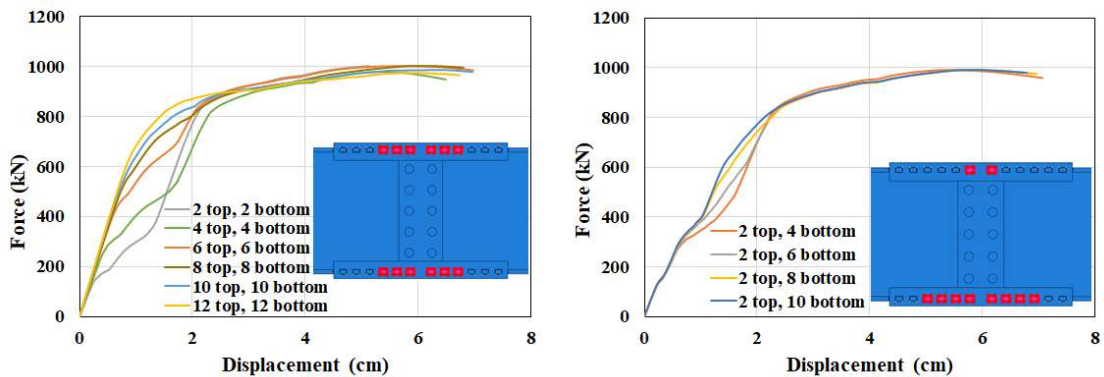 1200
1000
800
600
400
200
0
Force (kN)
2 top, 2 bottom
4 top, 4 bottom
6 top, 6 bottom
8 top, 8 bottom
10 top, 10 bottom
12 top, 12 bottom
0 2 4 6 8
Displacement (cm)
1200
1000
800
600
400
200
0
Force (kN)
2 top, 4 bottom
2 top, 6 bottom
2 top, 8 bottom
2 top, 10 bottom
0 2 4 6 8
Displacement (cm)